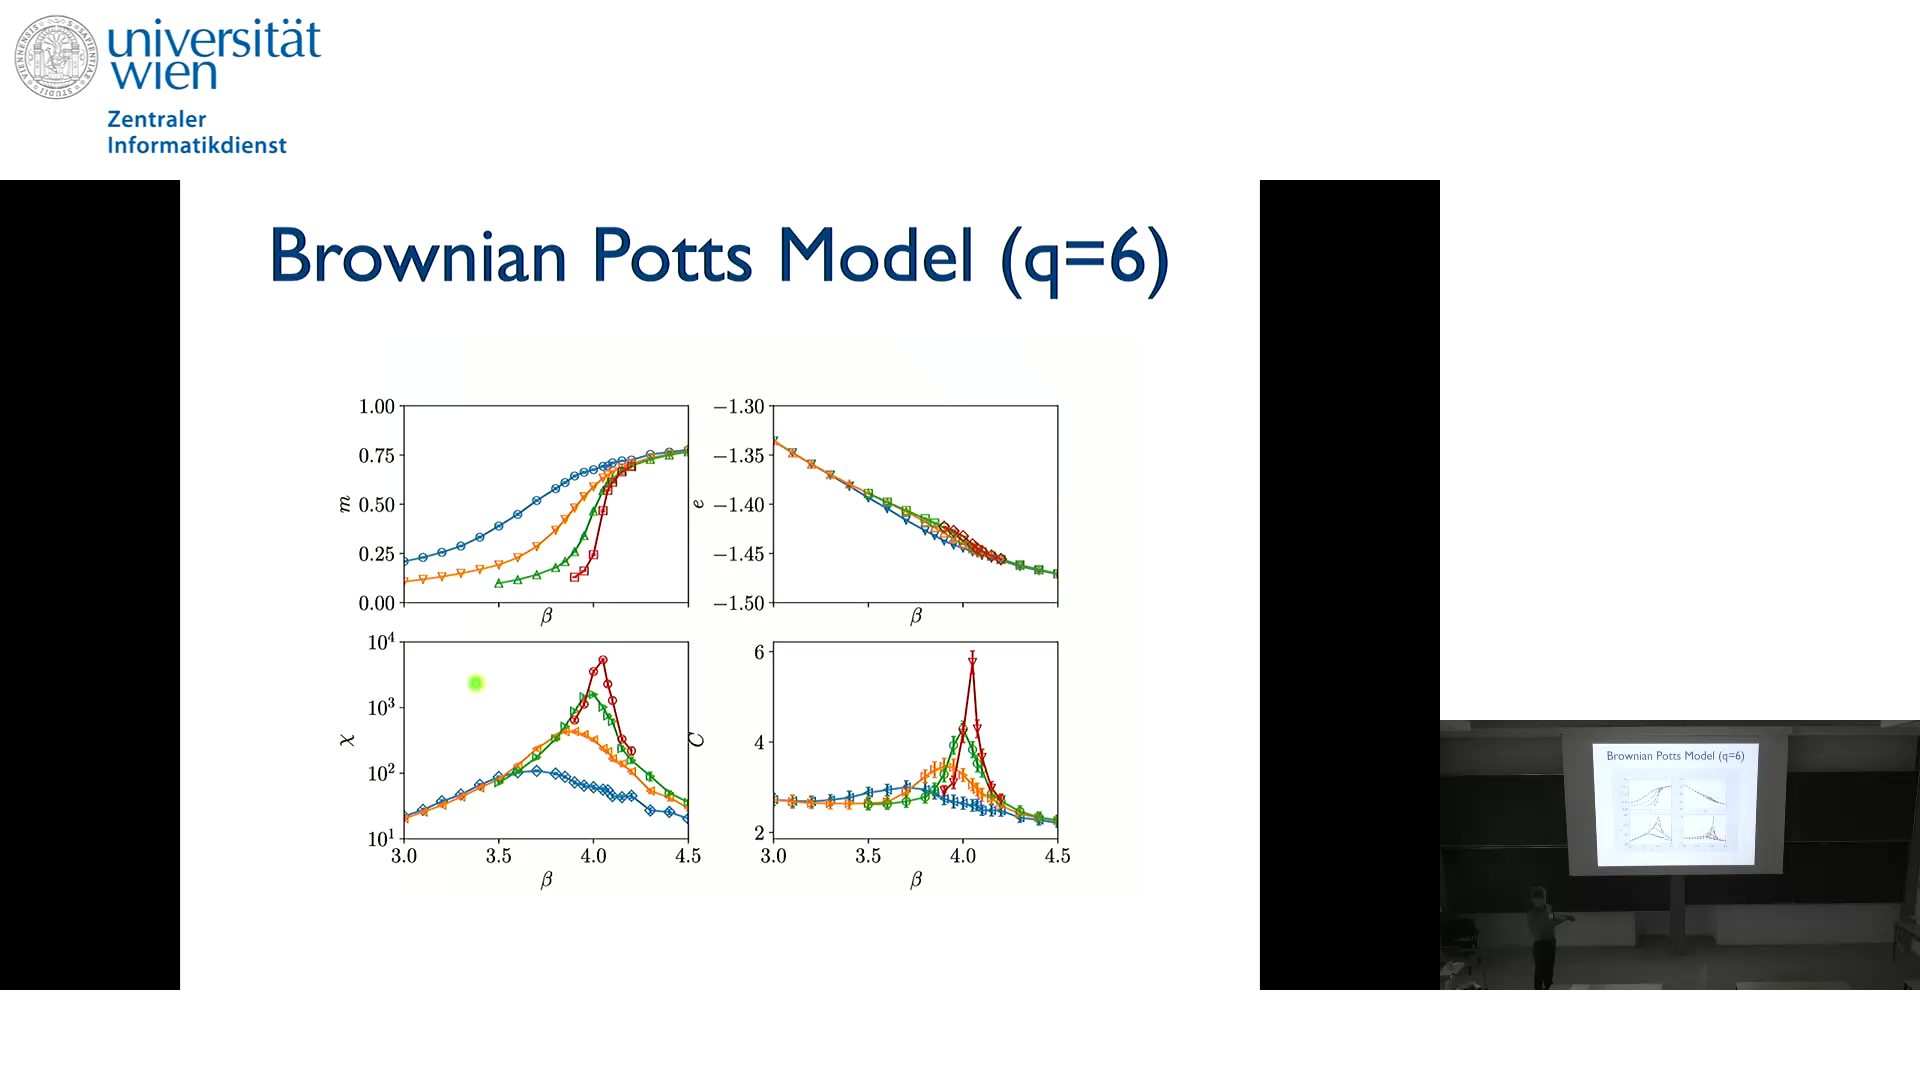 universität
wien
Zentraler
Informatikdienst
Brownian Potts Model (q=6)
1.00
0.75
0.50
0.25
0.00
m
β
−1.30
−1.35
−1.40
−1.45
−1.50
e
β
10⁴
10³
10²
10¹
χ
3.0 3.5 4.0 4.5
β
6
4
2
C
3.0 3.5 4.0 4.5
β
Brownian Potts Model (q=6)